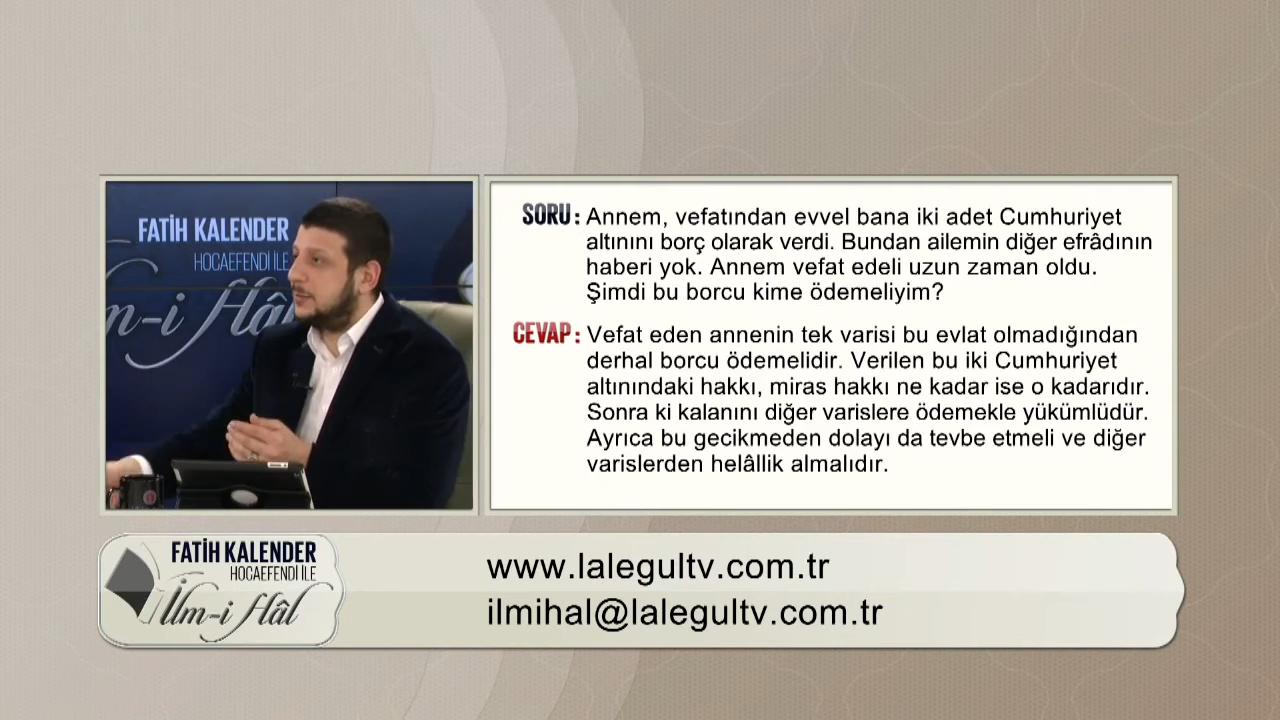 FATİH KALENDER
HOCAEFENDİ İLE
m-i Hâl
SORU : Annem, vefatından evvel bana iki adet Cumhuriyet
altınını borç olarak verdi. Bundan ailemin diğer efrâdının
haberi yok. Annem vefat edeli uzun zaman oldu.
Şimdi bu borcu kime ödemeliyim?
CEVAP : Vefat eden annenin tek varisi bu evlat olmadığından
derhal borcu ödemelidir. Verilen bu iki Cumhuriyet
altınındaki hakkı, miras hakkı ne kadar ise o kadarıdır.
Sonra ki kalanını diğer varislere ödemekle yükümlüdür.
Ayrıca bu gecikmeden dolayı da tevbe etmeli ve diğer
varislerden helâllik almalıdır.
FATİH KALENDER
HOCAEFENDİ İLE
İlm-i Hâl
www.lalegultv.com.tr
ilmihal@lalegultv.com.tr